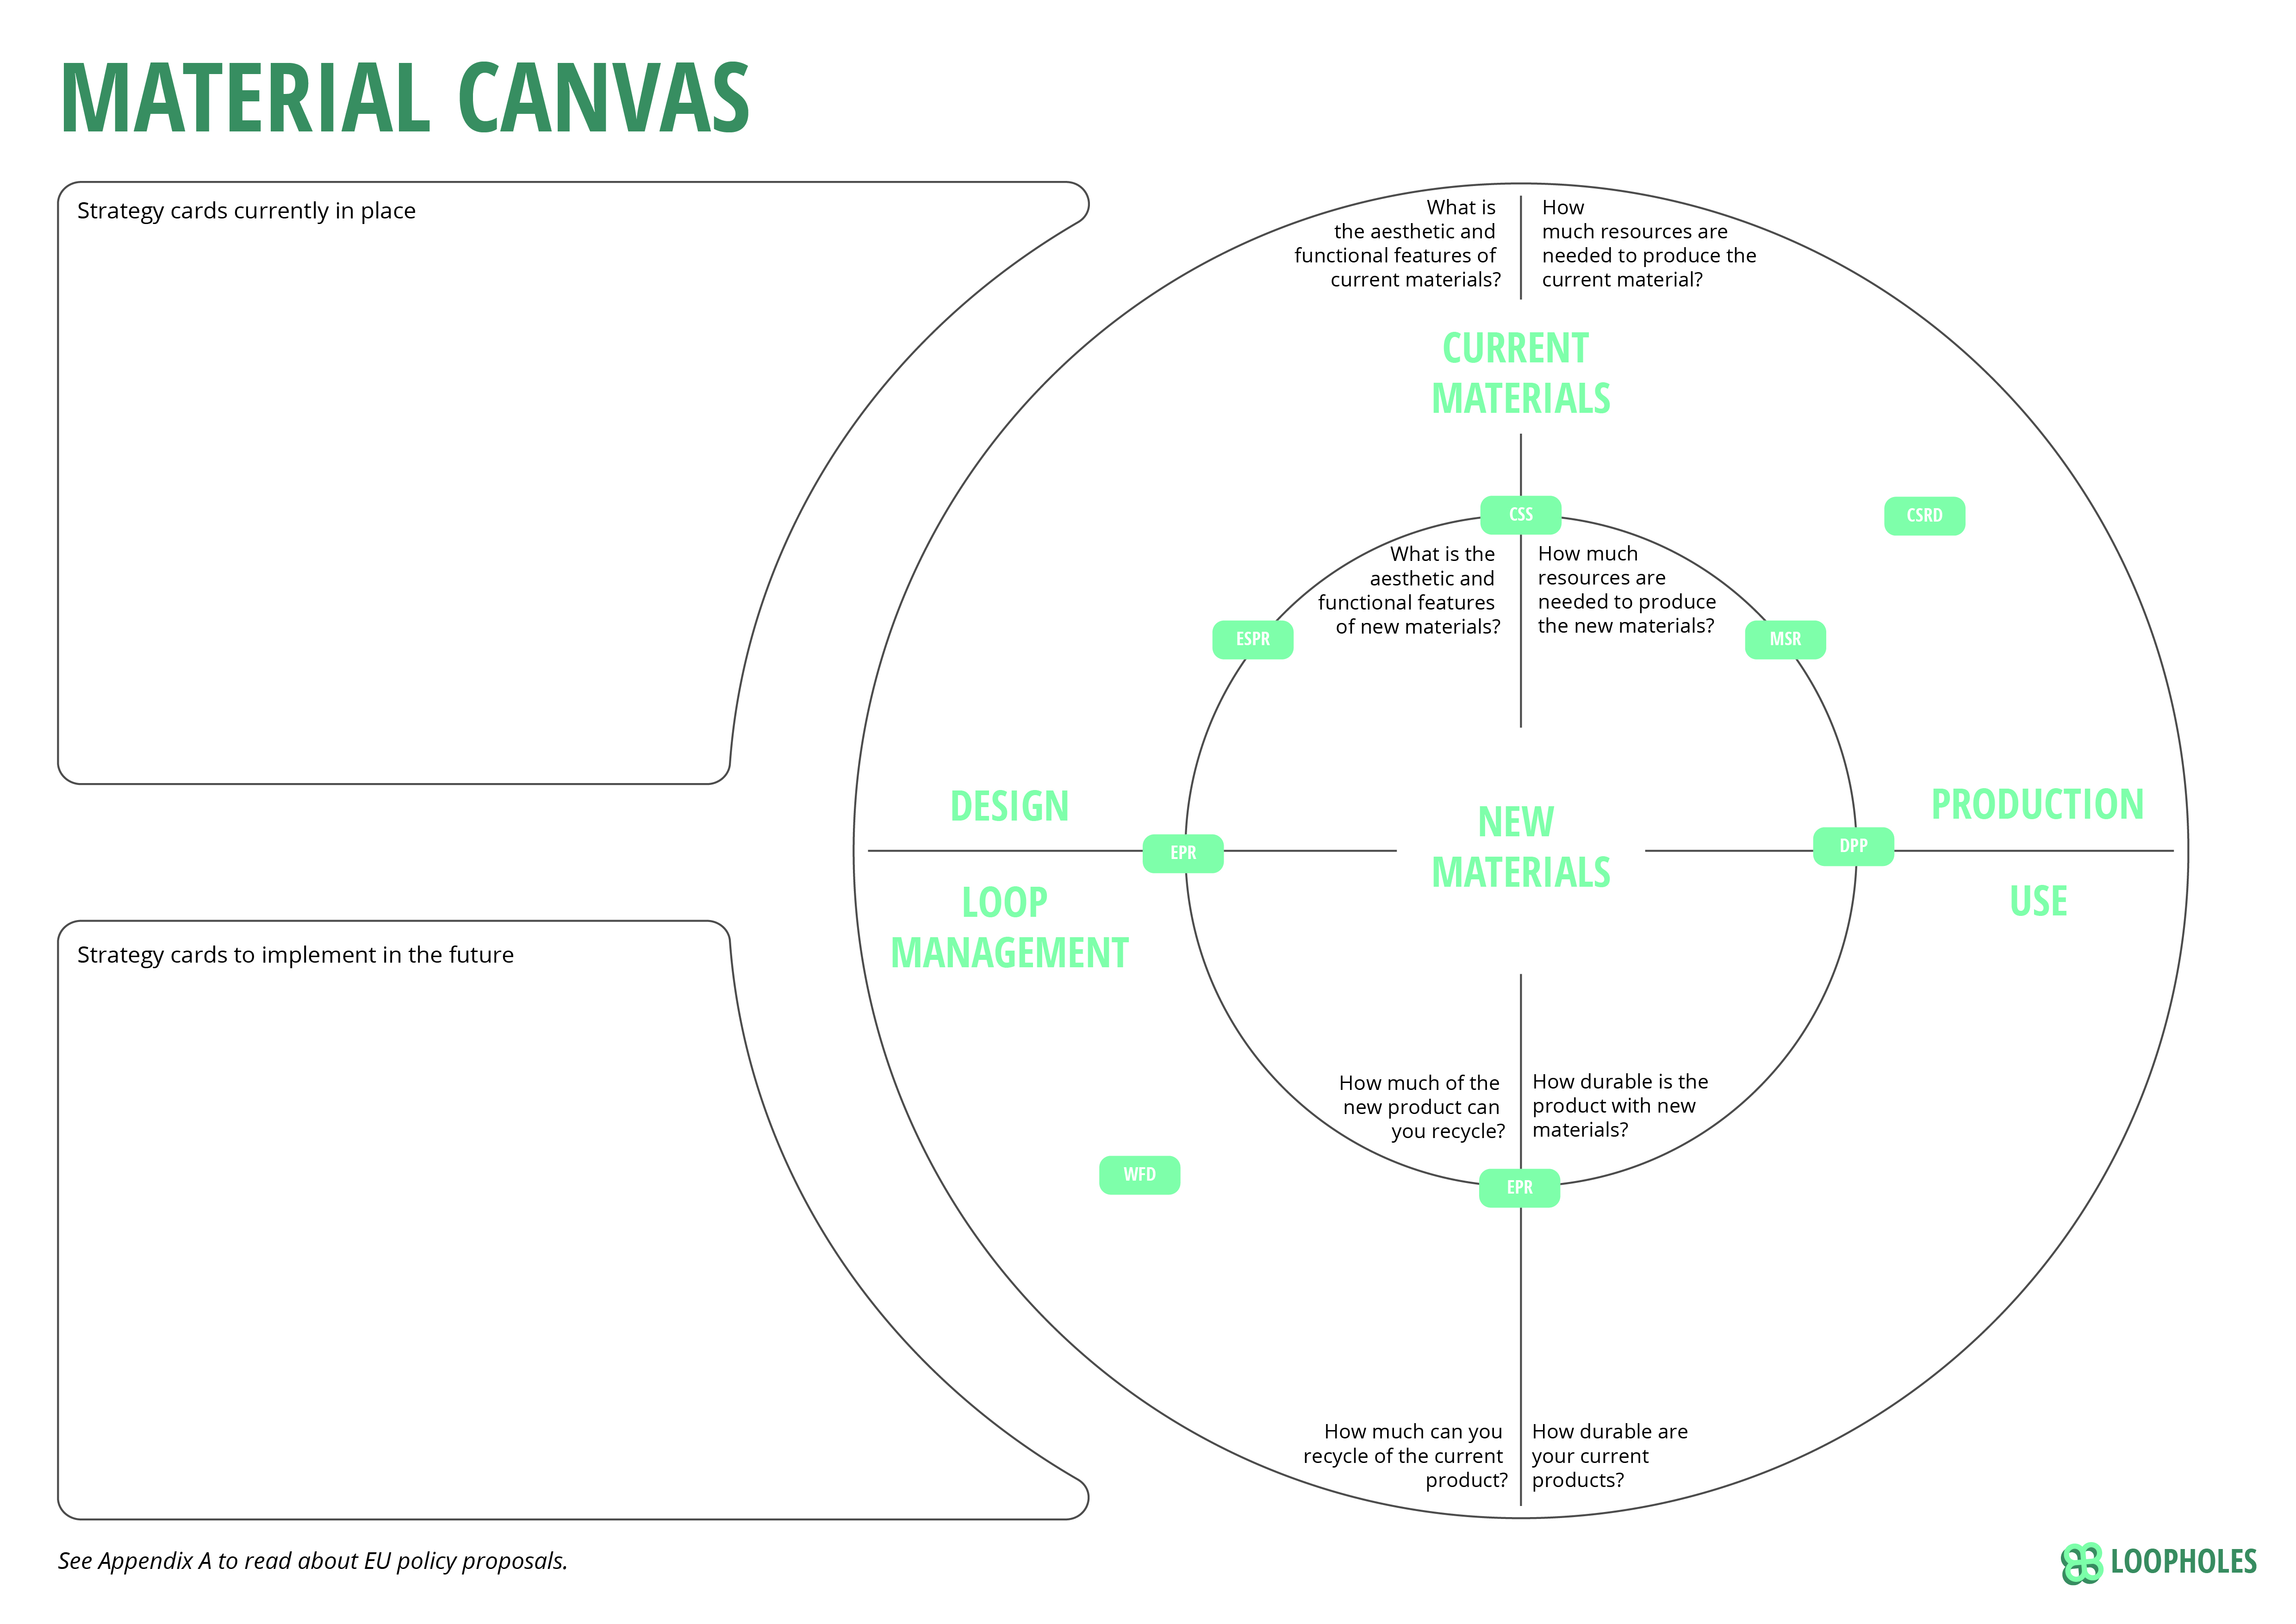 MATERIAL CANVAS
Strategy cards currently in place
What is
the aesthetic and
functional features of
current materials?
How
much resources are
needed to produce the
current material?
CURRENT
MATERIALS
CSS
CSRD
What is the
aesthetic and
functional features
of new materials?
How much
resources are
needed to produce
the new materials?
ESPR
MSR
DESIGN
NEW
MATERIALS
PRODUCTION
EPR
DPP
LOOP
MANAGEMENT
USE
Strategy cards to implement in the future
How much of the
new product can
you recycle?
How durable is the
product with new
materials?
WFD
EPR
How much can you
recycle of the current
product?
How durable are
your current
products?
See Appendix A to read about EU policy proposals.
LOOPHOLES